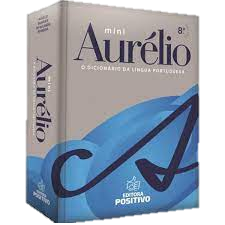 mini
8ª
Aurélio
O DICIONÁRIO DA LÍNGUA PORTUGUESA
EDITORA
POSITIVO